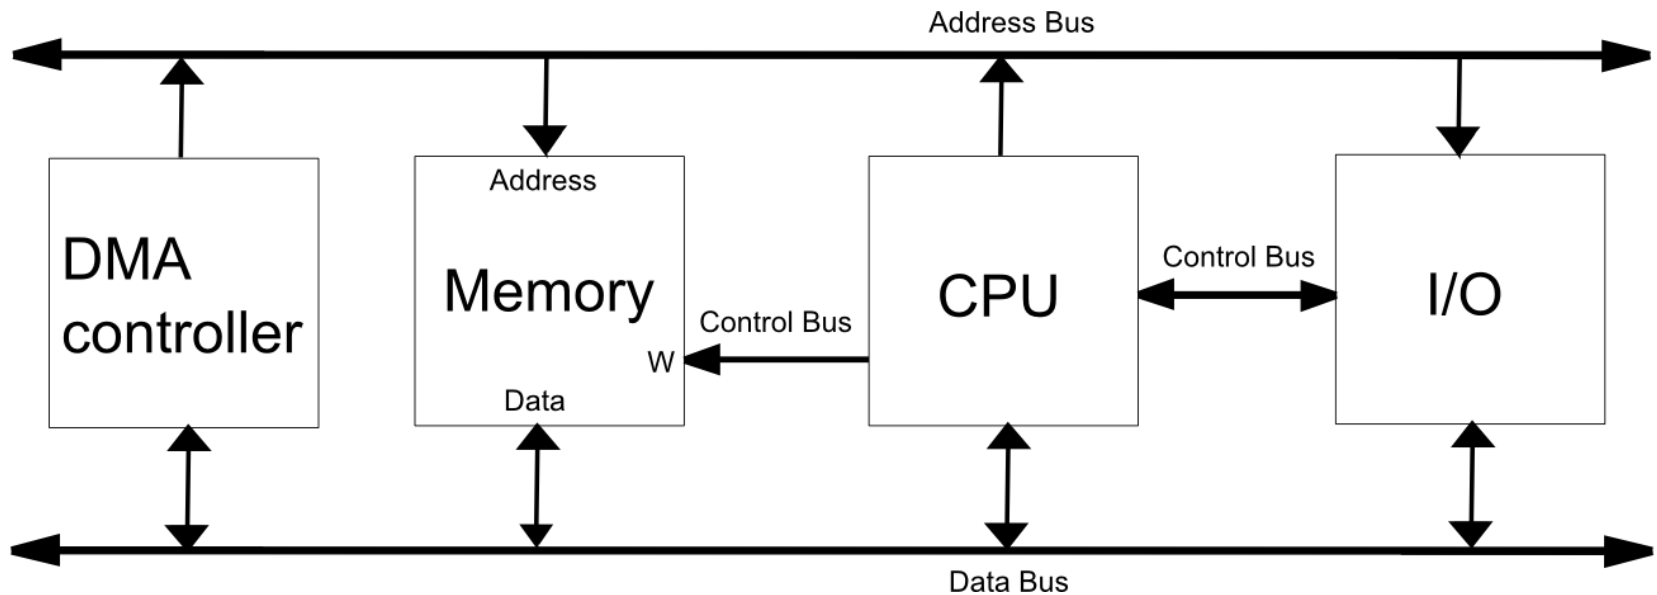 Address Bus
DMA
controller
Address
Memory
W
Data
Control Bus
CPU
Control Bus
I/O
Data Bus